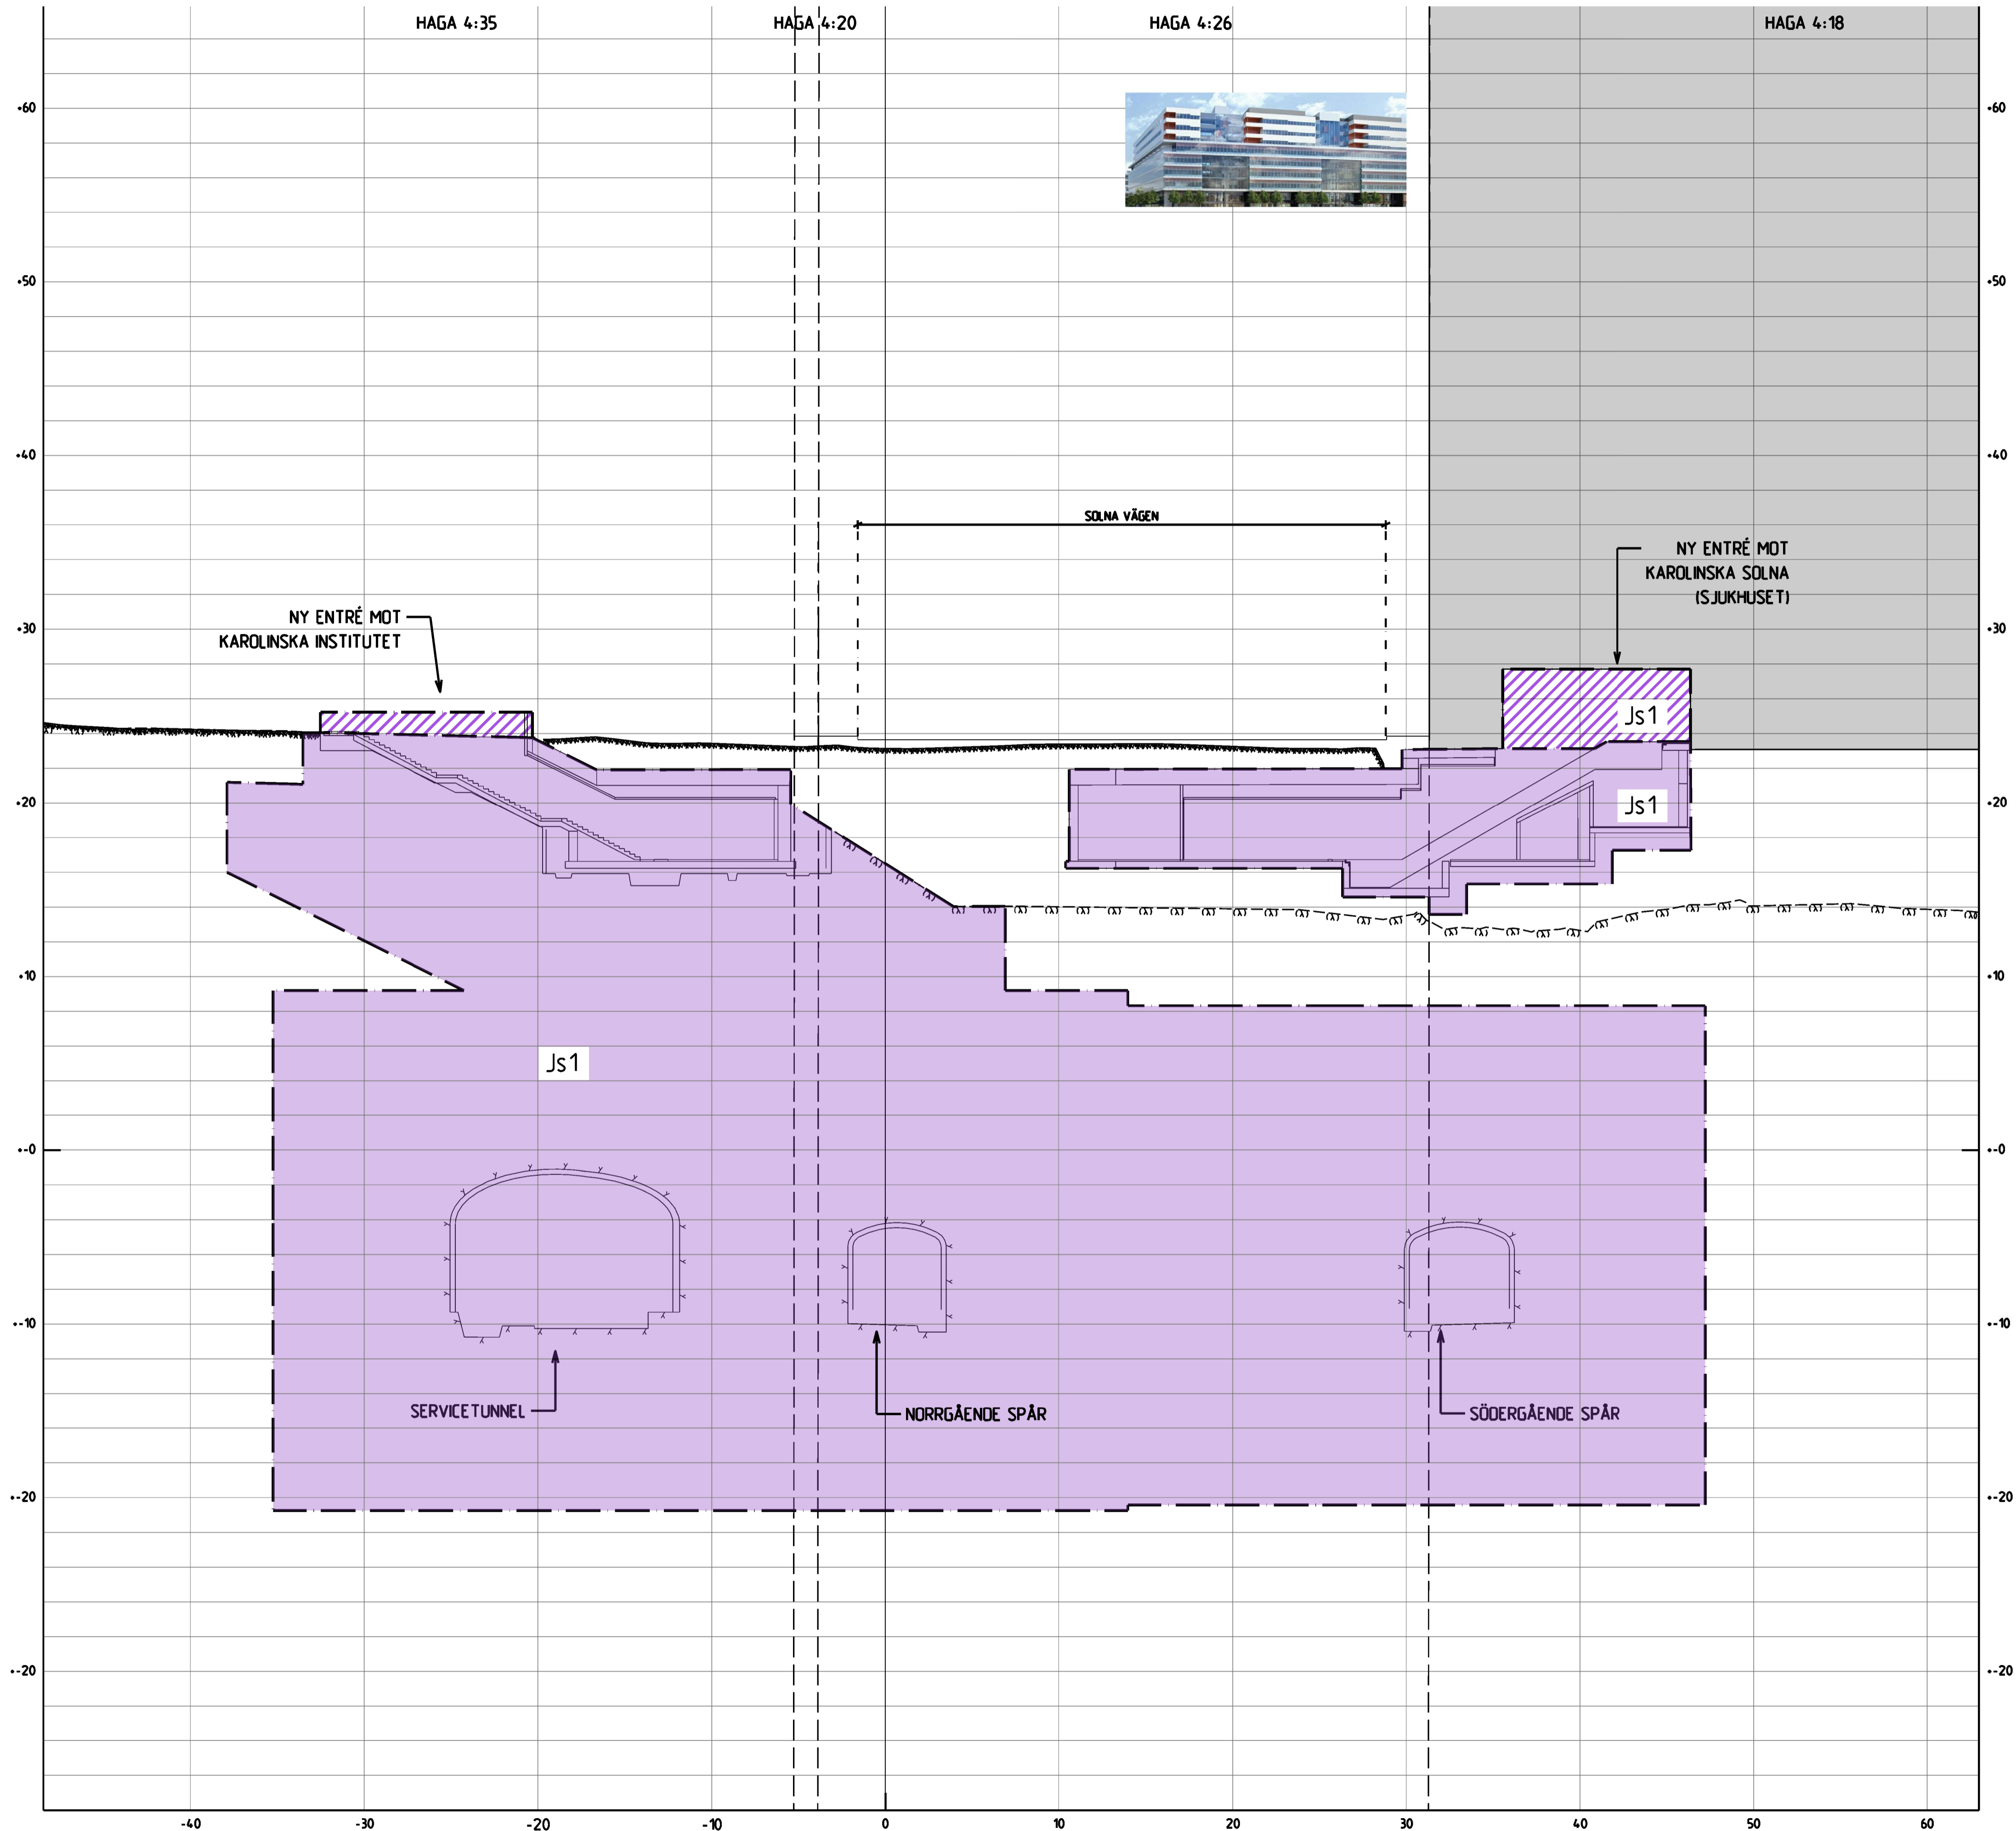 HAGA 4:35 HAGA 4:20 HAGA 4:26 HAGA 4:18
+60 +60
+50 +50
+40 +40
SOLNA VÄGEN
NY ENTRÉ MOT
KAROLINSKA SOLNA
(SJUKHUSET)
NY ENTRÉ MOT
KAROLINSKA INSTITUTET
+30 +30
Js1
+20 Js1 +20
+10 +10
Js1
+-0 +-0
+-10 +-10
SERVICETUNNEL NORRGÅENDE SPÅR SÖDERGÅENDE SPÅR
+-20 +-20
+-20 +-20
-40 -30 -20 -10 0 10 20 30 40 50 60